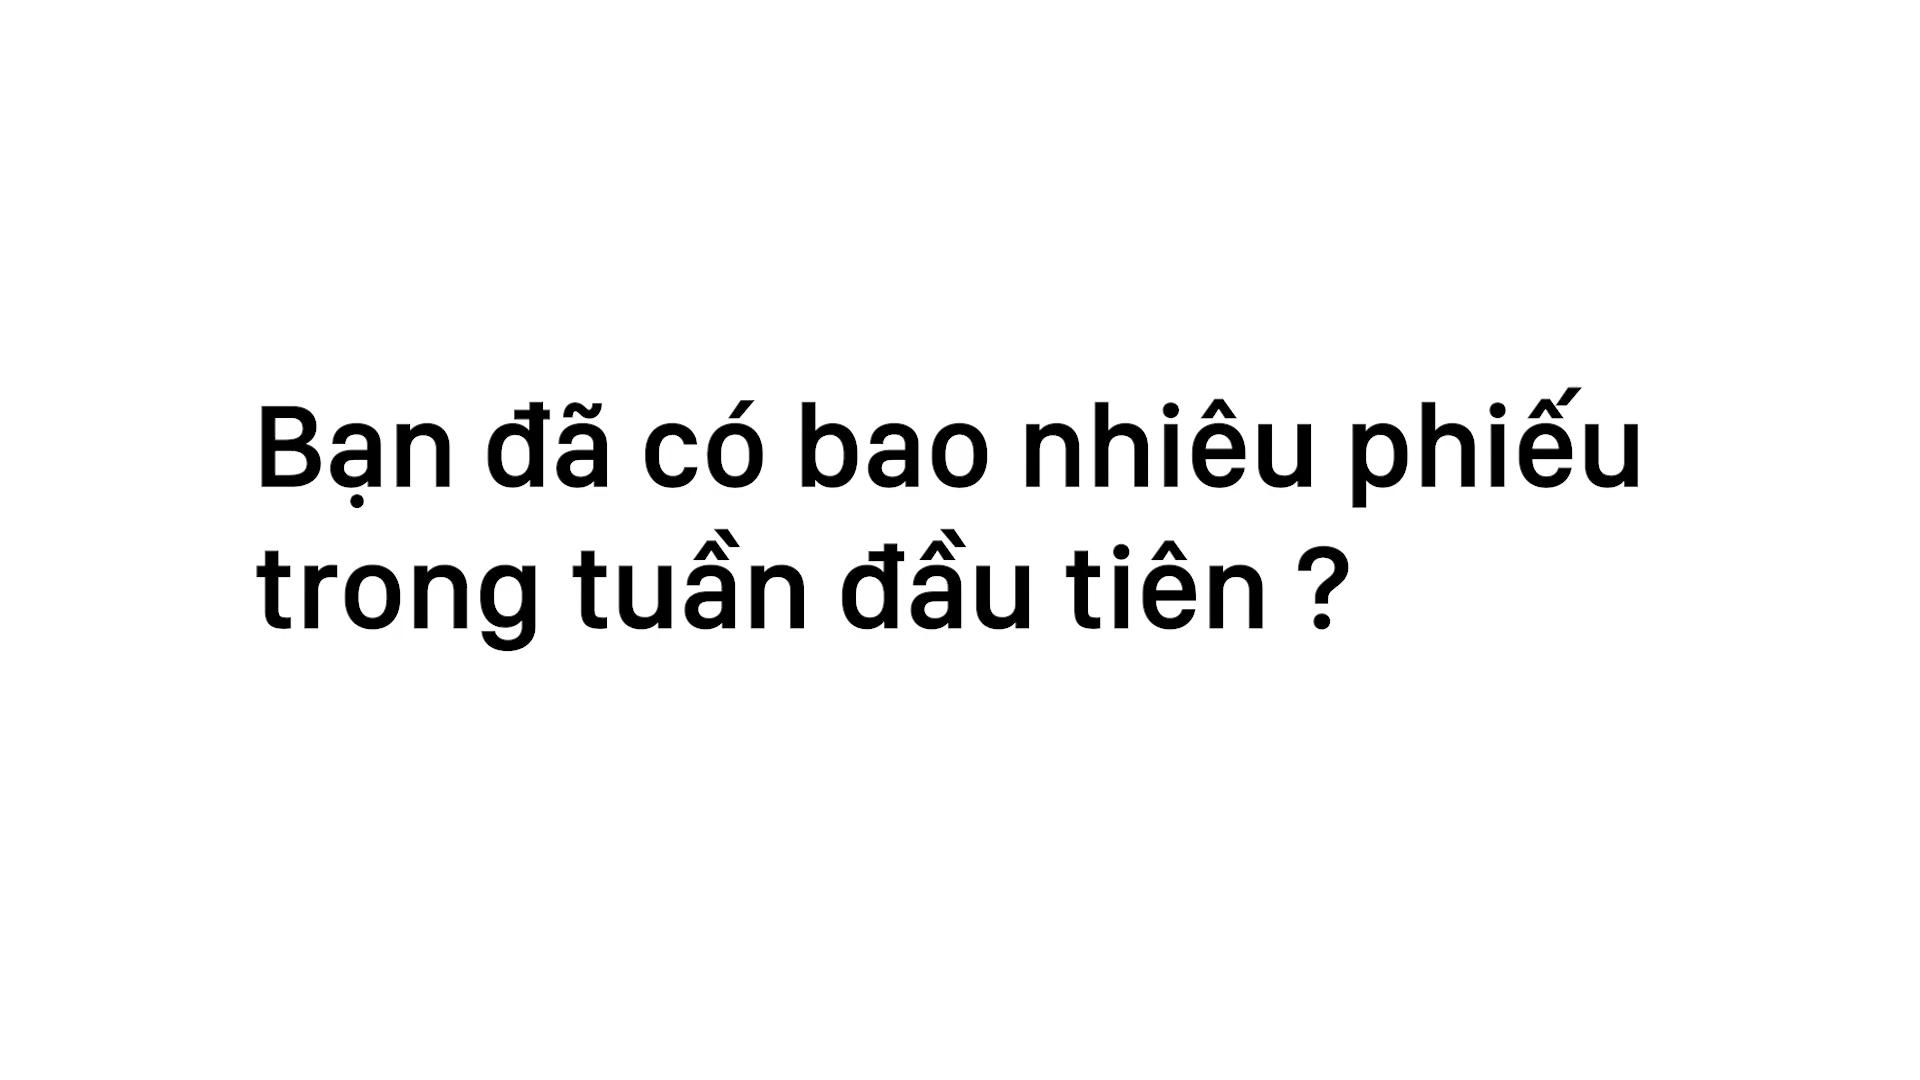 Bạn đã có bao nhiêu phiếu
trong tuần đầu tiên ?